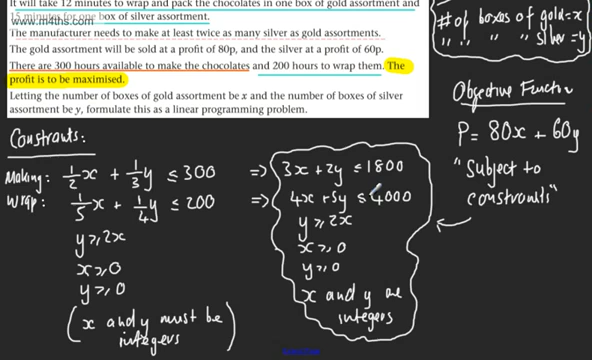 It will take 12 minutes to wrap and pack the chocolates in one box of gold assortment and
15 minutes for one box of silver assortment.
www.m4ths.com
The manufacturer needs to make at least twice as many silver as gold assortments.
The gold assortment will be sold at a profit of 80p, and the silver at a profit of 60p.
There are 300 hours available to make the chocolates and 200 hours to wrap them. The
profit is to be maximised.
Letting the number of boxes of gold assortment be x and the number of boxes of silver
assortment be y, formulate this as a linear programming problem.
# of boxes of gold = x
" " " " silver = y
Objective Function
P = 80x + 60y
"Subject to
constraints"
Constraints:
Making: 1/2 x + 1/3 y ≤ 300 => 3x + 2y ≤ 1800
Wrap: 1/5 x + 1/4 y ≤ 200 => 4x + 5y ≤ 4000
y ≥ 2x
x ≥ 0
y ≥ 0
(x and y must be
integers)
y ≥ 2x
x ≥ 0
y ≥ 0
x and y are
integers